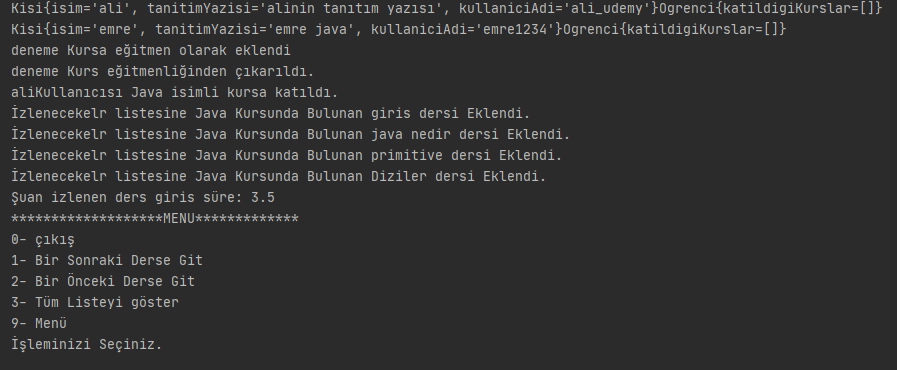 Kisi{isim='ali', tanitimYazisi='alinin tanıtım yazısı', kullaniciAdi='ali_udemy'}Ogrenci{katildigiKurslar=[]}
Kisi{isim='emre', tanitimYazisi='emre java', kullaniciAdi='emre1234'}Ogrenci{katildigiKurslar=[]}
deneme Kursa eğitmen olarak eklendi
deneme Kurs eğitmenliğinden çıkarıldı.
aliKullanıcısı Java isimli kursa katıldı.
İzlenecekelr listesine Java Kursunda Bulunan giris dersi Eklendi.
İzlenecekelr listesine Java Kursunda Bulunan java nedir dersi Eklendi.
İzlenecekelr listesine Java Kursunda Bulunan primitive dersi Eklendi.
İzlenecekelr listesine Java Kursunda Bulunan Diziler dersi Eklendi.
Şuan izlenen ders giris süre: 3.5
*******************MENU*************
0- çıkış
1- Bir Sonraki Derse Git
2- Bir Önceki Derse Git
3- Tüm Listeyi göster
9- Menü
İşleminizi Seçiniz.